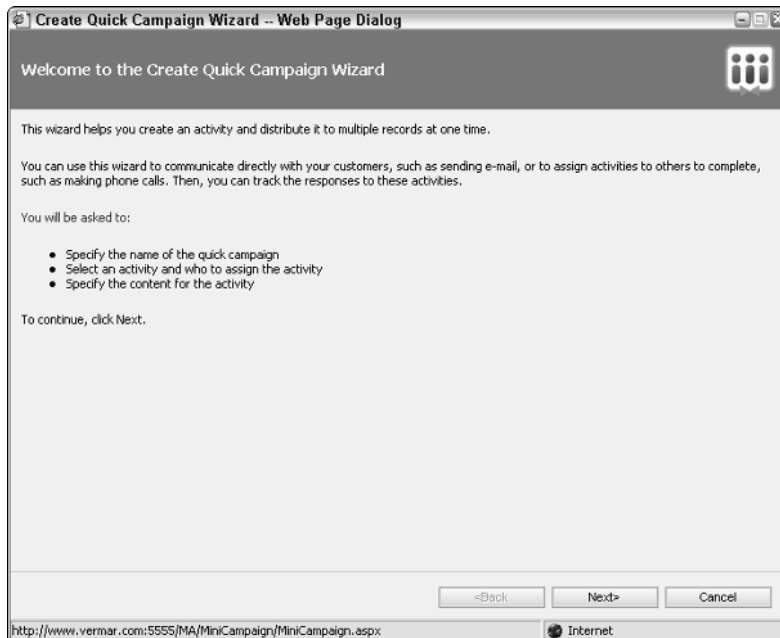 Create Quick Campaign Wizard -- Web Page Dialog
Welcome to the Create Quick Campaign Wizard
This wizard helps you create an activity and distribute it to multiple records at one time.
You can use this wizard to communicate directly with your customers, such as sending e-mail, or to assign activities to others to complete,
such as making phone calls. Then, you can track the responses to these activities.
You will be asked to:
• Specify the name of the quick campaign
• Select an activity and who to assign the activity
• Specify the content for the activity
To continue, click Next.
<Back Next> Cancel
http://www.vermar.com:5555/MA/MiniCampaign/MiniCampaign.aspx Internet